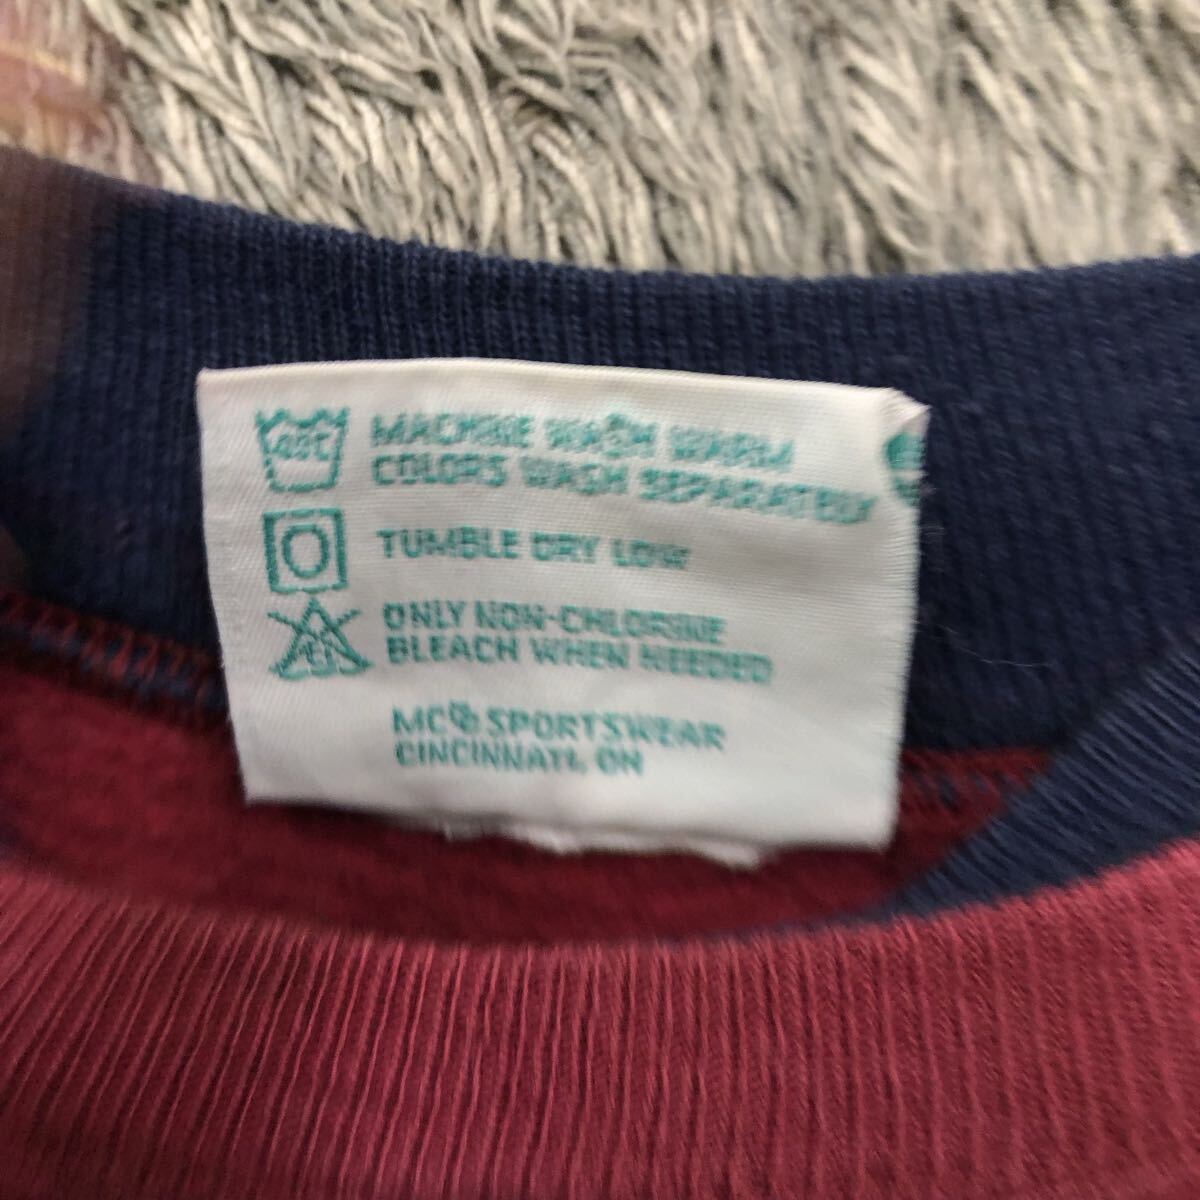 40°C
MACHINE WASH WARM
COLORS WASH SEPARATELY
TUMBLE DRY LOW
ONLY NON-CHLORINE
BLEACH WHEN NEEDED
SPORTSWEAR
CINCINNATI, OH